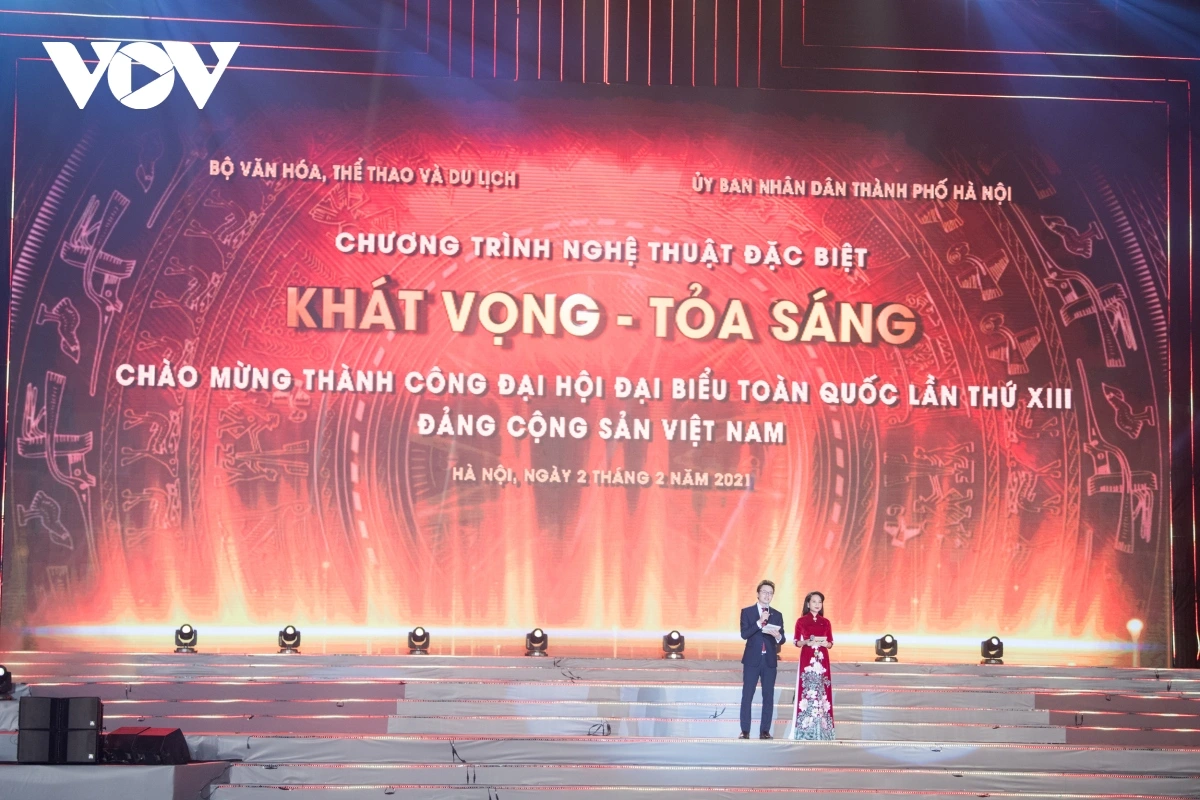 VOV
BỘ VĂN HÓA, THỂ THAO VÀ DU LỊCH
ỦY BAN NHÂN DÂN THÀNH PHỐ HÀ NỘI
CHƯƠNG TRÌNH NGHỆ THUẬT ĐẶC BIỆT
KHÁT VỌNG - TỎA SÁNG
CHÀO MỪNG THÀNH CÔNG ĐẠI HỘI ĐẠI BIỂU TOÀN QUỐC LẦN THỨ XIII
ĐẢNG CỘNG SẢN VIỆT NAM
HÀ NỘI, NGÀY 2 THÁNG 2 NĂM 2021